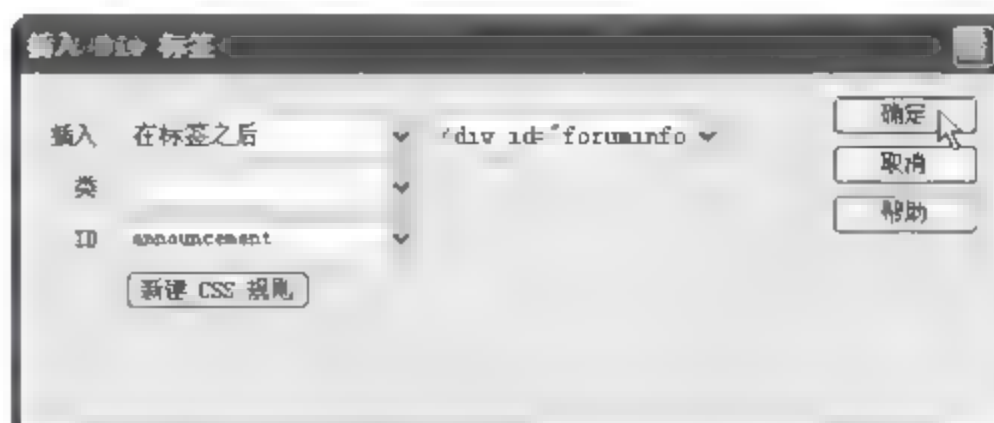 插入 Div 标签
插入 在标签之后 <div id="foruminfo
确定
取消
类
帮助
ID announcement
新建 CSS 规则